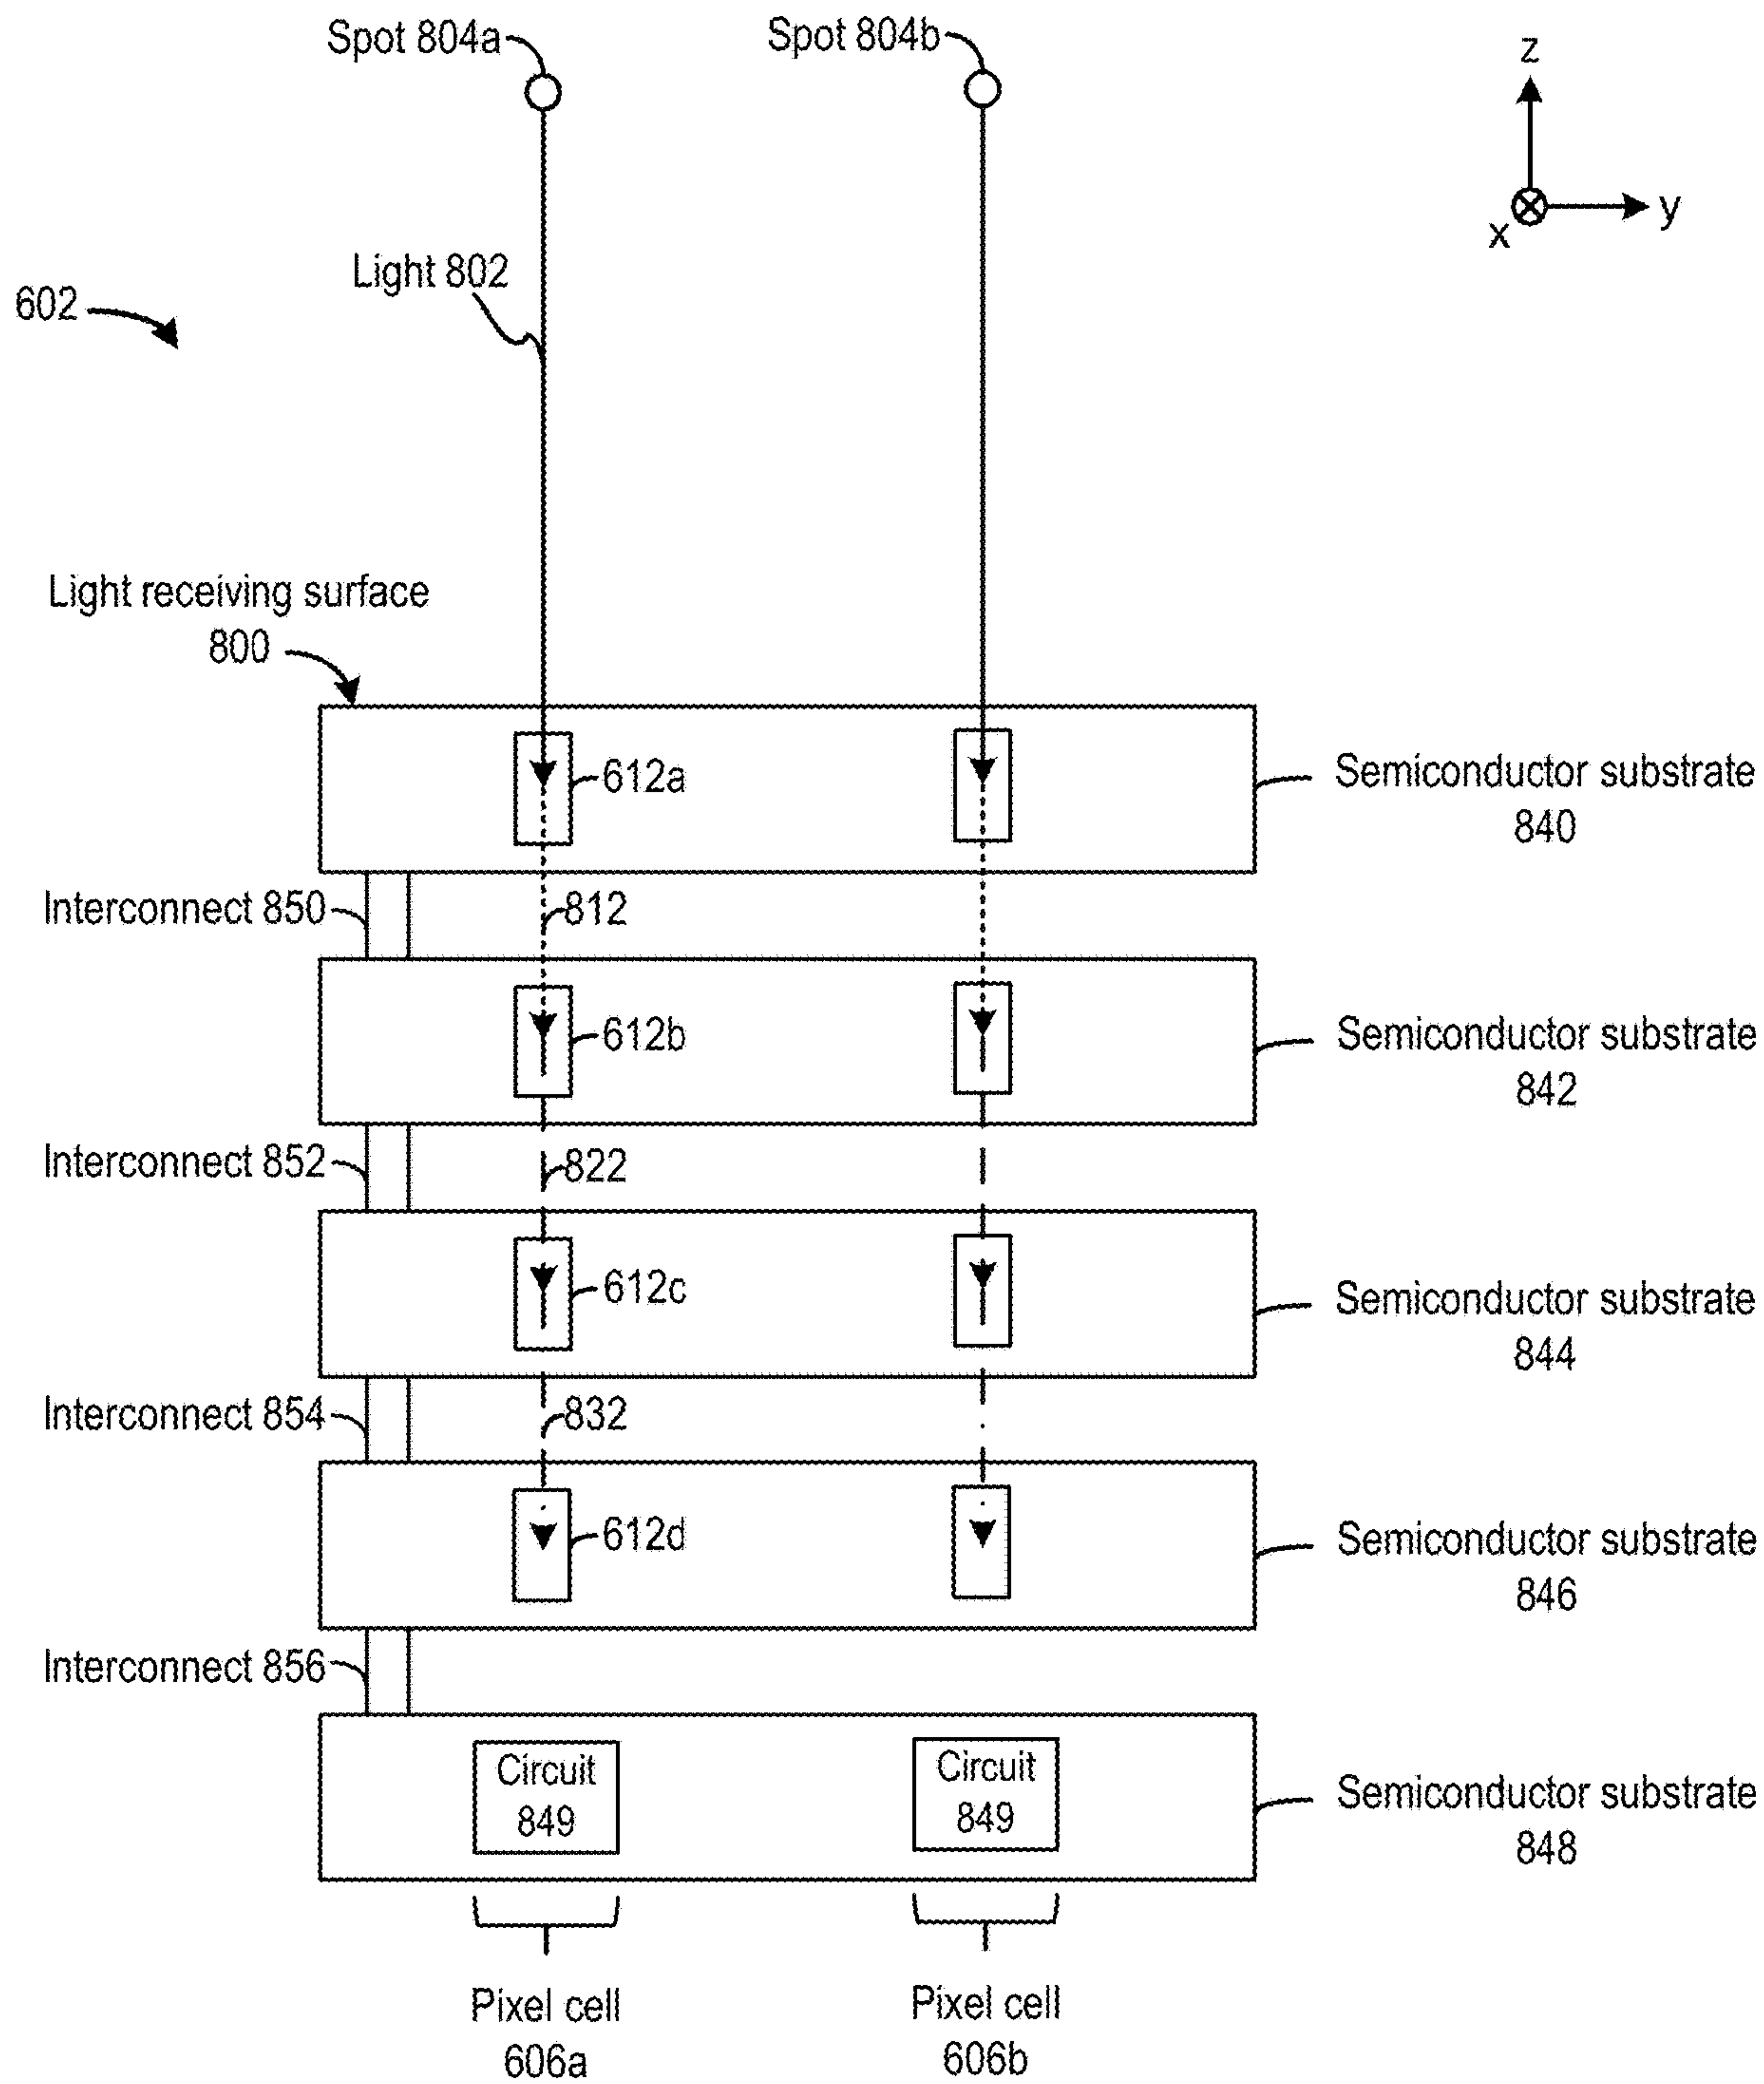 Spot 804a
Spot 804b
z
x
y
Light 802
602
Light receiving surface
800
612a
Semiconductor substrate
840
Interconnect 850
812
612b
Semiconductor substrate
842
Interconnect 852
822
612c
Semiconductor substrate
844
Interconnect 854
832
612d
Semiconductor substrate
846
Interconnect 856
Circuit
849
Circuit
849
Semiconductor substrate
848
Pixel cell
606a
Pixel cell
606b